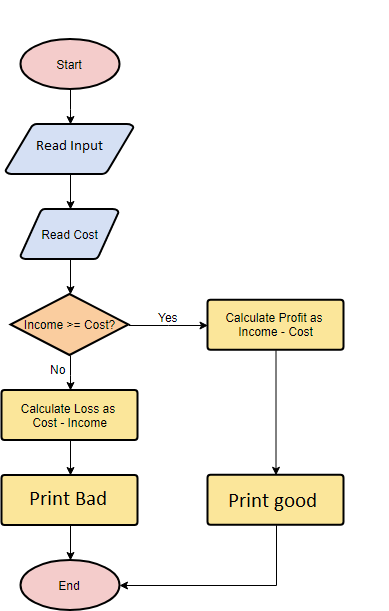 Start
Read Input
Read Cost
Income >= Cost?
Yes
Calculate Profit as
Income - Cost
No
Calculate Loss as
Cost - Income
Print Bad
Print good
End